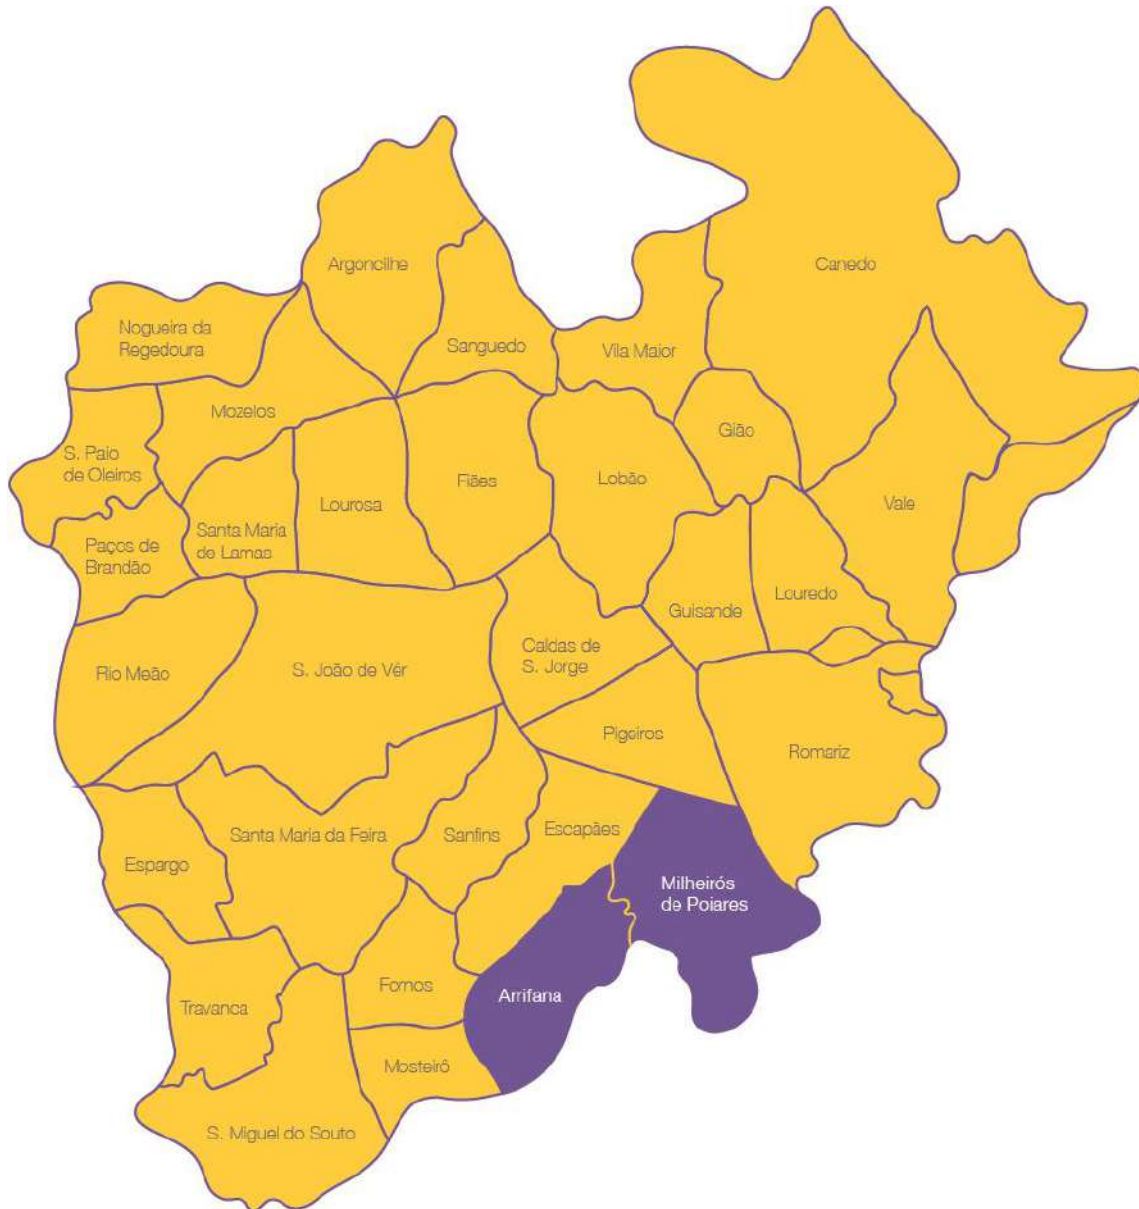 Canedo
Argoncilhe
Nogueira da
Regedoura
Sanguedo
Vila Maior
Mozelos
Gião
S. Paio
de Oleiros
Lourosa
Fiães
Lobão
Vale
Santa Maria
de Lamas
Paços de
Brandão
Guisande
Louredo
Caldas de
S. Jorge
Rio Meão
S. João de Vêr
Pigeiros
Romariz
Santa Maria da Feira
Sanfins
Escapães
Espargo
Milheirós
de Poiares
Fornos
Arrifana
Travanca
Mosteirô
S. Miguel do Souto